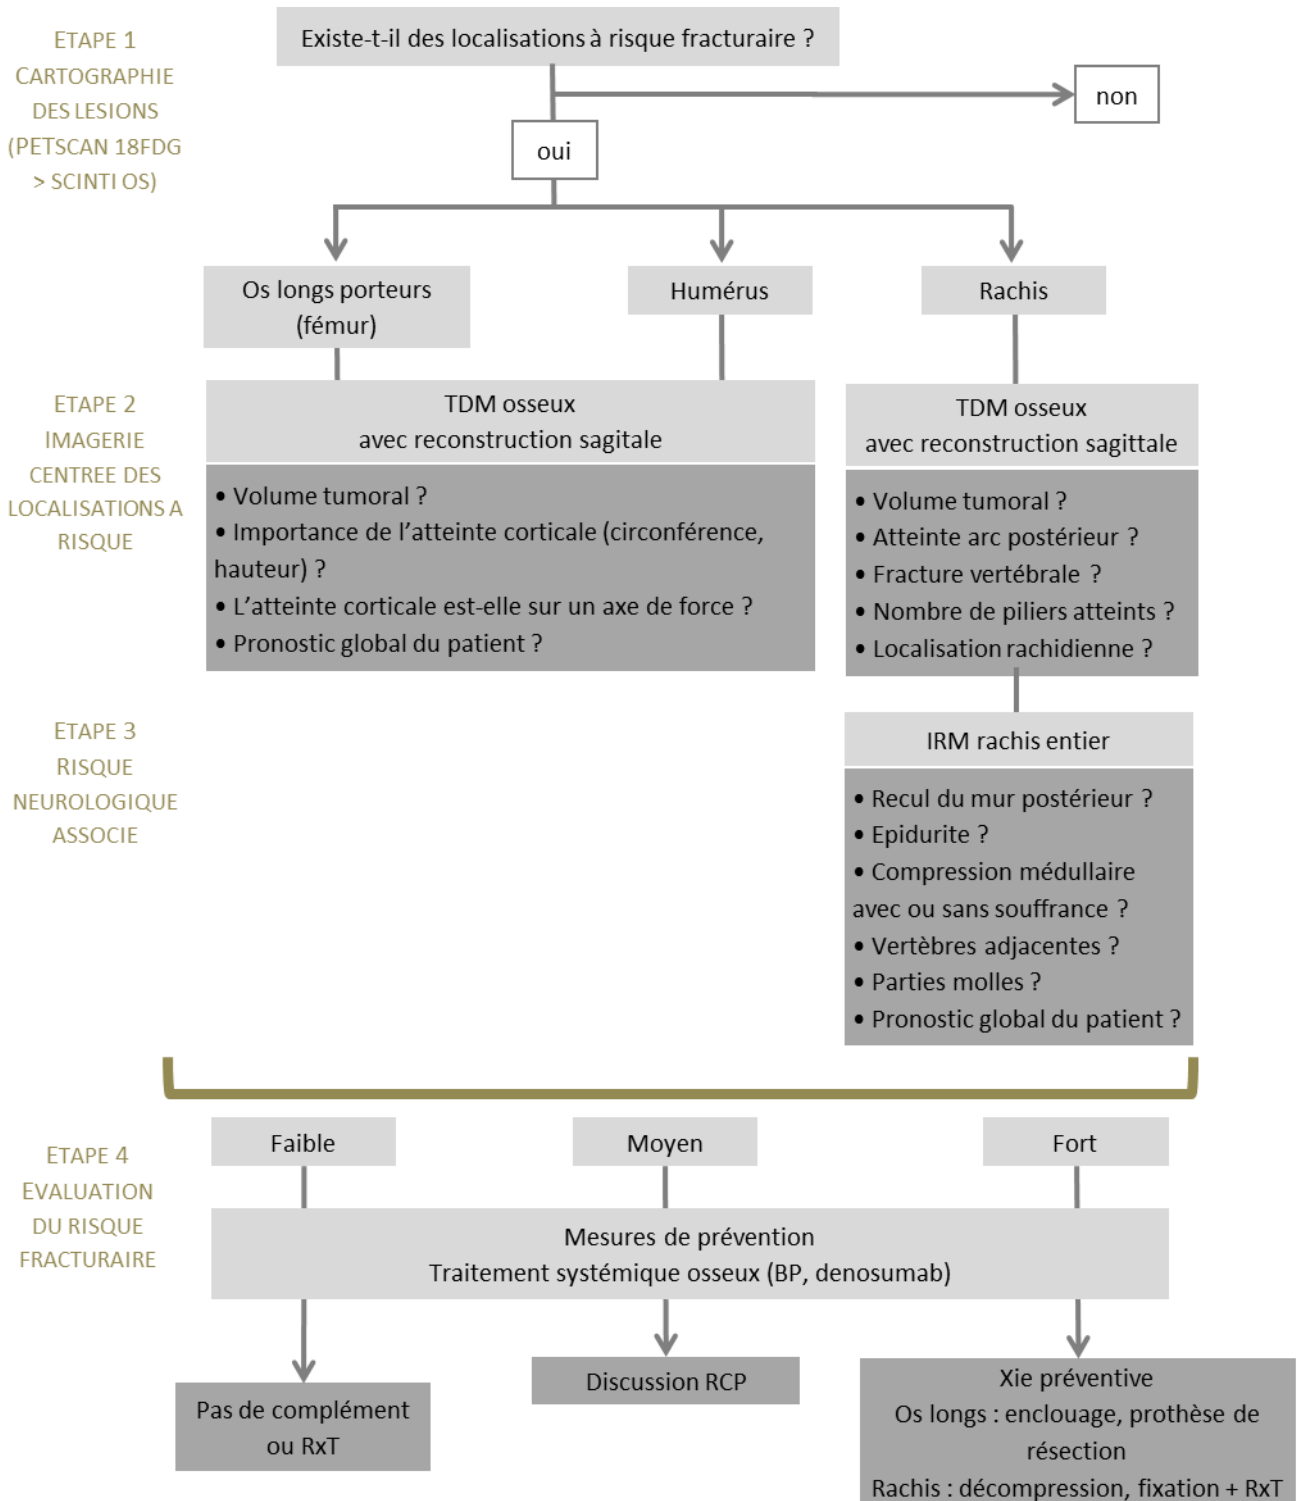 ETAPE 1
CARTOGRAPHIE
DES LESIONS
(PETSCAN 18FDG
> SCINTI OS)
Existe-t-il des localisations à risque fracturaire ?
non
oui
Os longs porteurs
(fémur)
Humérus
Rachis
ETAPE 2
IMAGERIE
CENTREE DES
LOCALISATIONS A
RISQUE
TDM osseux
avec reconstruction sagitale
• Volume tumoral ?
• Importance de l'atteinte corticale (circonférence,
hauteur) ?
• L'atteinte corticale est-elle sur un axe de force ?
• Pronostic global du patient ?
TDM osseux
avec reconstruction sagittale
• Volume tumoral ?
• Atteinte arc postérieur ?
• Fracture vertébrale ?
• Nombre de piliers atteints ?
• Localisation rachidienne ?
ETAPE 3
RISQUE
NEUROLOGIQUE
ASSOCIE
IRM rachis entier
• Recul du mur postérieur ?
• Epidurite ?
• Compression médullaire
avec ou sans souffrance ?
• Vertèbres adjacentes ?
• Parties molles ?
• Pronostic global du patient ?
ETAPE 4
EVALUATION
DU RISQUE
FRACTURAIRE
Faible
Moyen
Fort
Mesures de prévention
Traitement systémique osseux (BP, denosumab)
Pas de complément
ou RxT
Discussion RCP
Xie préventive
Os longs : enclouage, prothèse de
résection
Rachis : décompression, fixation + RxT